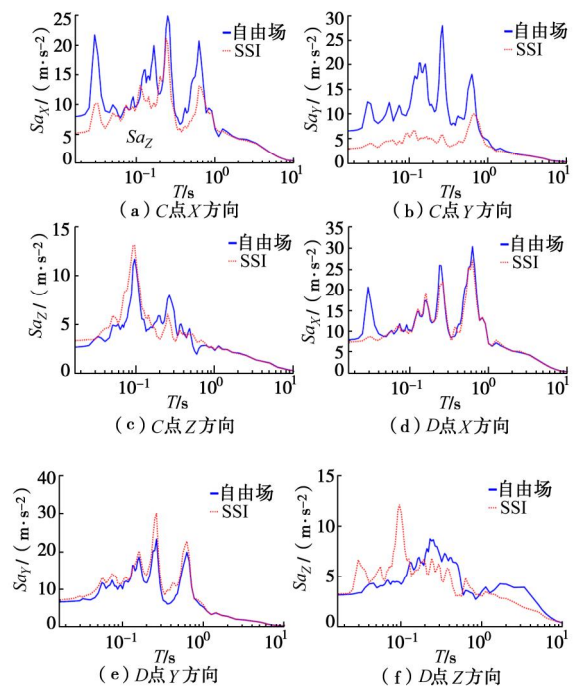 25
20
15
10
5
0
Sa_X/（m·s⁻²）
自由场
SSI
Sa_Z
10⁻¹
10⁰
10¹
T/s
（a）C点X方向
30
25
20
15
10
5
0
Sa_Y/（m·s⁻²）
自由场
SSI
10⁻¹
10⁰
10¹
T/s
（b）C点Y方向
15
10
5
0
Sa_Z/（m·s⁻²）
自由场
SSI
10⁻¹
10⁰
10¹
T/s
（c）C点Z方向
35
30
25
20
15
10
5
0
Sa_X/（m·s⁻²）
自由场
SSI
10⁻¹
10⁰
10¹
T/s
（d）D点X方向
40
30
20
10
0
Sa_Y/（m·s⁻²）
自由场
SSI
10⁻¹
10⁰
10¹
T/s
（e）D点Y方向
15
10
5
0
Sa_Z/（m·s⁻²）
自由场
SSI
10⁻¹
10⁰
10¹
T/s
（f）D点Z方向